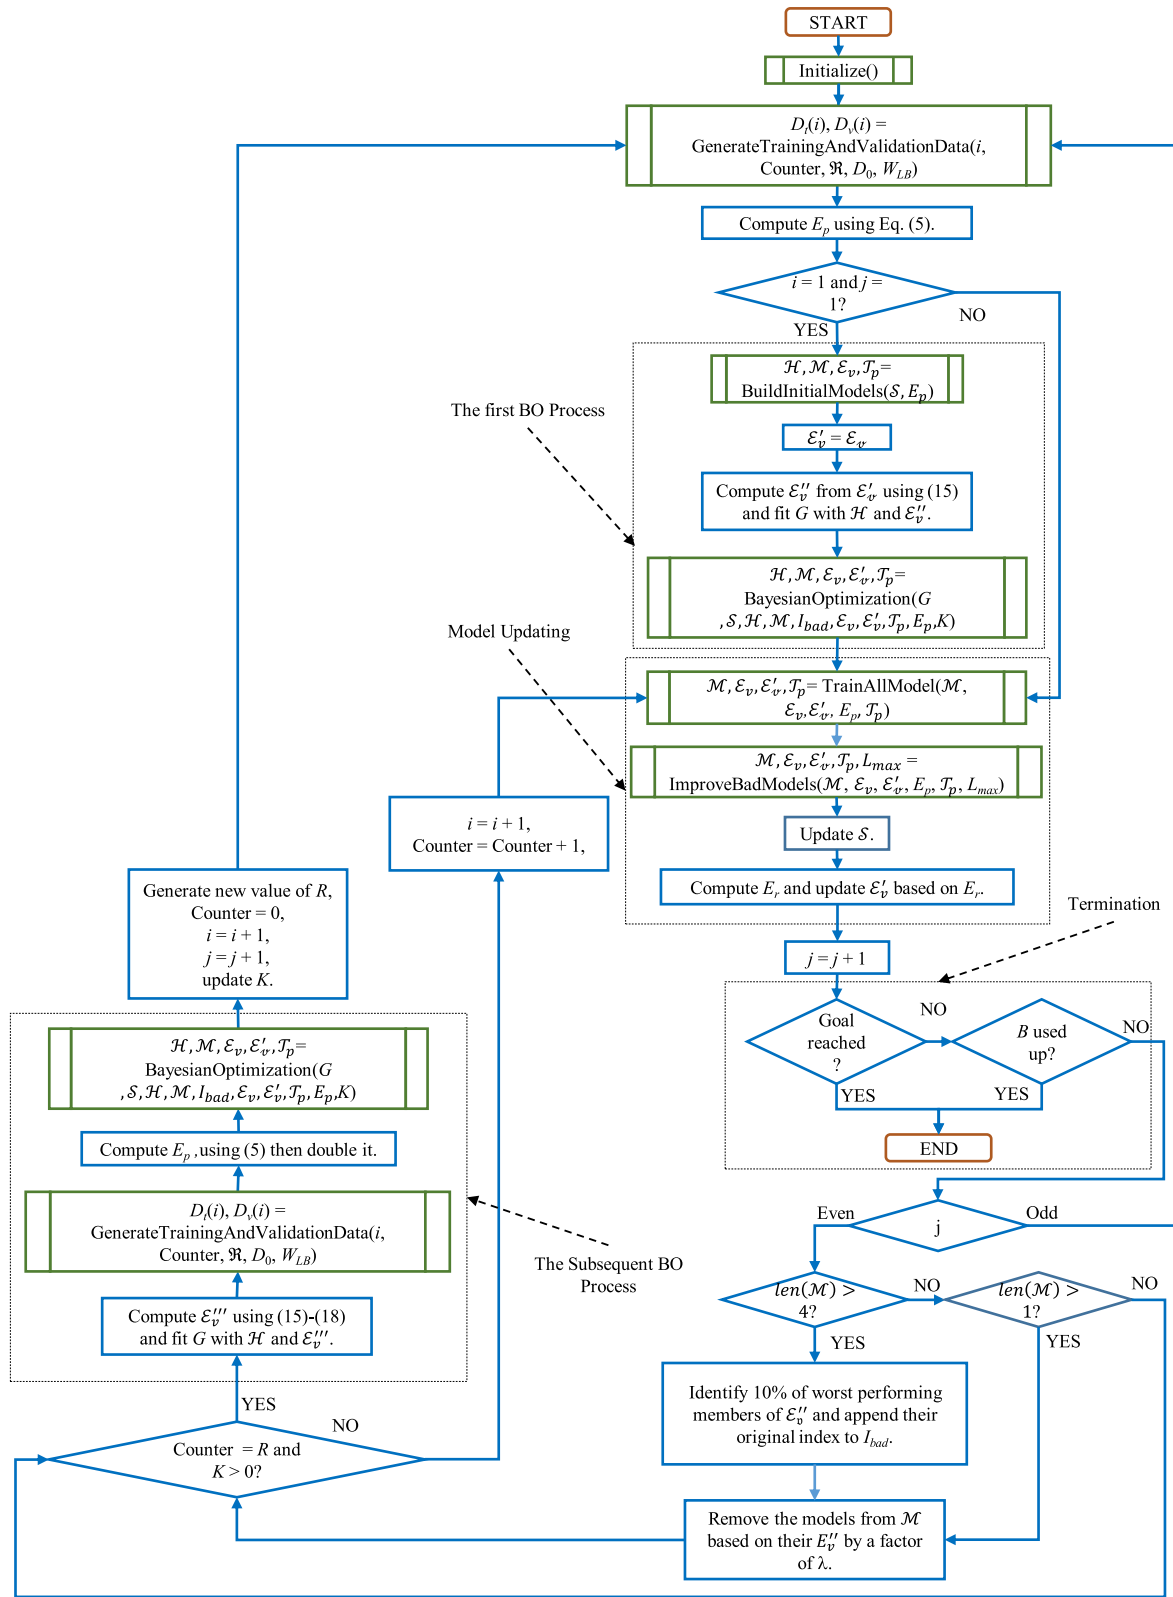 START
Initialize()
D_t(i), D_v(i) =
GenerateTrainingAndValidationData(i,
Counter, ℜ, D_0, W_LB)
Compute E_p using Eq. (5).
i = 1 and j =
1?
NO
YES
ℋ, ℳ, ℰ_v, 𝒯_p=
BuildInitialModels(𝒮, E_p)
The first BO Process
ℰ′_v = ℰ_v
Compute ℰ″_v from ℰ′_v using (15)
and fit G with ℋ and ℰ″_v.
ℋ, ℳ, ℰ_v, ℰ′_v, 𝒯_p=
BayesianOptimization(G
,𝒮, ℋ, ℳ, I_bad, ℰ_v, ℰ′_v, 𝒯_p, E_p,K)
Model Updating
ℳ, ℰ_v, ℰ′_v, 𝒯_p= TrainAllModel(ℳ,
ℰ_v, ℰ′_v, E_p, 𝒯_p)
ℳ, ℰ_v, ℰ′_v, 𝒯_p, L_max =
ImproveBadModels(ℳ, ℰ_v, ℰ′_v, E_p, 𝒯_p, L_max)
Update 𝒮.
Compute E_r and update ℰ′_v based on E_r.
i = i + 1,
Counter = Counter + 1,
Generate new value of R,
Counter = 0,
i = i + 1,
j = j + 1,
update K.
Termination
j = j + 1
Goal
reached
?
NO
B used
up?
NO
YES
YES
END
ℋ, ℳ, ℰ_v, ℰ′_v, 𝒯_p=
BayesianOptimization(G
,𝒮, ℋ, ℳ, I_bad, ℰ_v, ℰ′_v, 𝒯_p, E_p,K)
Compute E_p ,using (5) then double it.
D_t(i), D_v(i) =
GenerateTrainingAndValidationData(i,
Counter, ℜ, D_0, W_LB)
Compute ℰ‴_v using (15)-(18)
and fit G with ℋ and ℰ‴_v.
The Subsequent BO
Process
Even
j
Odd
len(ℳ) >
4?
NO
len(ℳ) >
1?
NO
YES
YES
Identify 10% of worst performing
members of ℰ″_v and append their
original index to I_bad.
YES
NO
Counter = R and
K > 0?
Remove the models from ℳ
based on their E″_v by a factor
of λ.